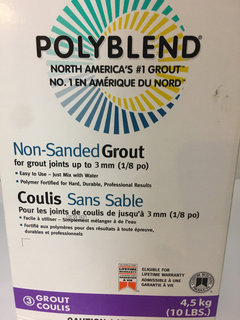 POLYBLEND®
NORTH AMERICA'S #1 GROUT
NO. 1 EN AMÉRIQUE DU NORD
Non-Sanded Grout
for grout joints up to 3 mm (1/8 po)
• Easy to Use – Just Mix with Water
• Polymer Fortified for Hard, Durable, Professional Results
Coulis Sans Sable
Pour les joints de coulis de jusqu'à 3 mm (1/8 po)
• Facile à utiliser – Simplement mélanger à de l'eau
• Fortifié aux polymères pour des résultats à toute épreuve, durables et professionnels
LIFETIME
ELIGIBLE FOR
LIFETIME WARRANTY
ADMISSIBLE À UNE
GARANTIE À VIE
3 GROUT
COULIS
4,5 kg
(10 LBS.)